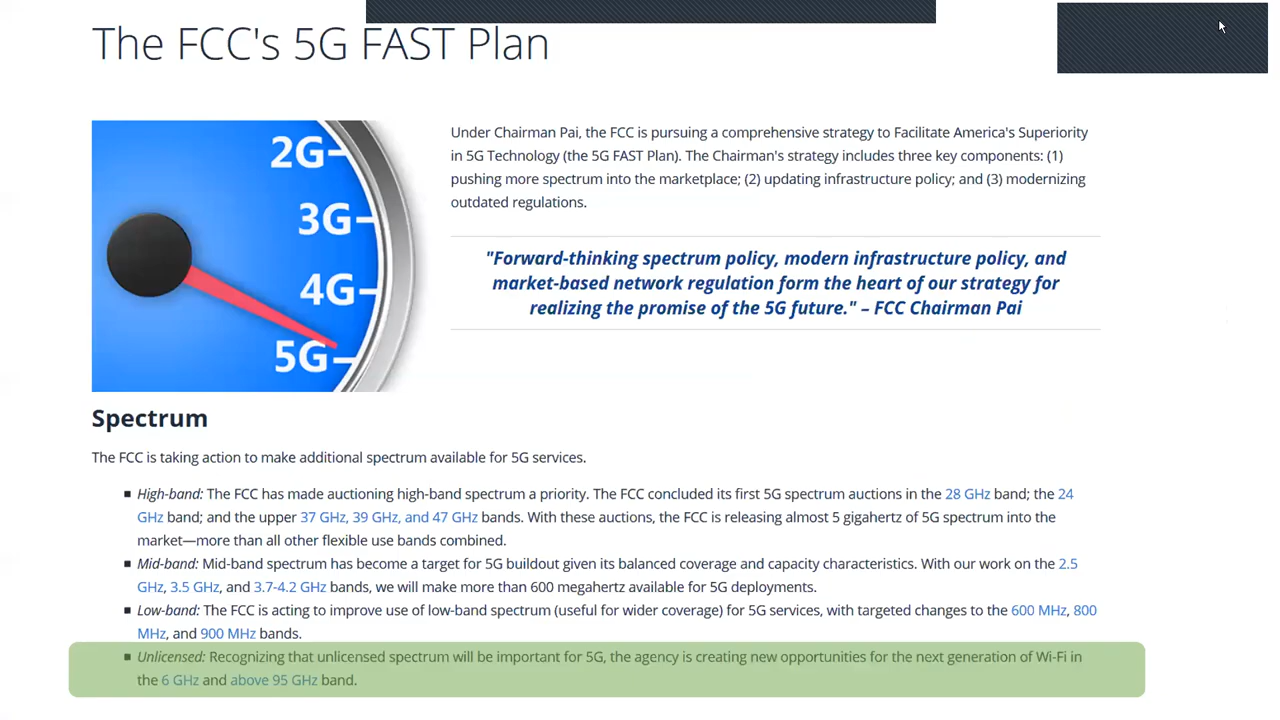 The FCC's 5G FAST Plan
2G
3G
4G
5G
Under Chairman Pai, the FCC is pursuing a comprehensive strategy to Facilitate America's Superiority
in 5G Technology (the 5G FAST Plan). The Chairman's strategy includes three key components: (1)
pushing more spectrum into the marketplace; (2) updating infrastructure policy; and (3) modernizing
outdated regulations.
"Forward-thinking spectrum policy, modern infrastructure policy, and
market-based network regulation form the heart of our strategy for
realizing the promise of the 5G future." – FCC Chairman Pai
Spectrum
The FCC is taking action to make additional spectrum available for 5G services.
▪ High-band: The FCC has made auctioning high-band spectrum a priority. The FCC concluded its first 5G spectrum auctions in the 28 GHz band; the 24
GHz band; and the upper 37 GHz, 39 GHz, and 47 GHz bands. With these auctions, the FCC is releasing almost 5 gigahertz of 5G spectrum into the
market—more than all other flexible use bands combined.
▪ Mid-band: Mid-band spectrum has become a target for 5G buildout given its balanced coverage and capacity characteristics. With our work on the 2.5
GHz, 3.5 GHz, and 3.7-4.2 GHz bands, we will make more than 600 megahertz available for 5G deployments.
▪ Low-band: The FCC is acting to improve use of low-band spectrum (useful for wider coverage) for 5G services, with targeted changes to the 600 MHz, 800
MHz, and 900 MHz bands.
▪ Unlicensed: Recognizing that unlicensed spectrum will be important for 5G, the agency is creating new opportunities for the next generation of Wi-Fi in
the 6 GHz and above 95 GHz band.